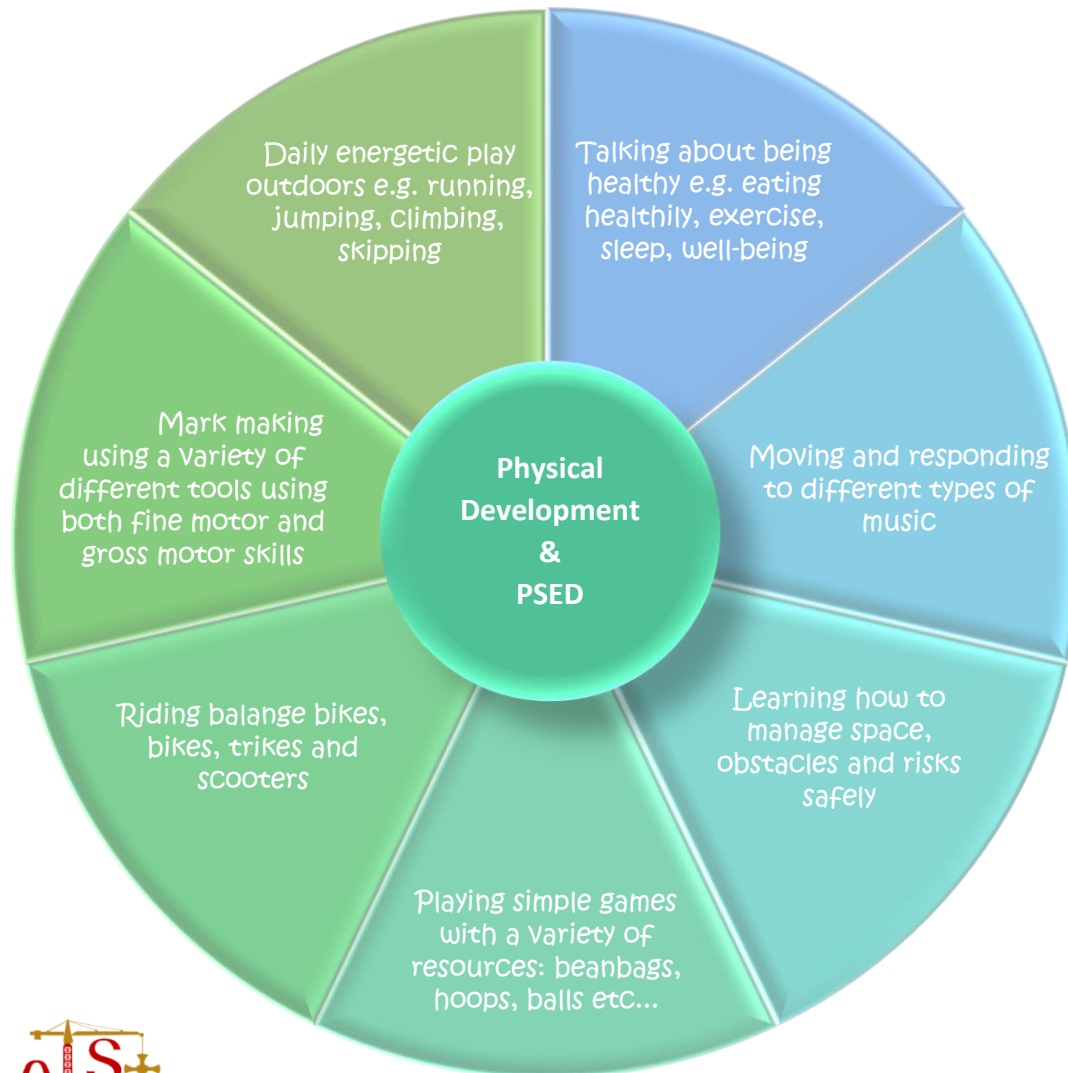 Daily energetic play
outdoors e.g. running,
jumping, climbing,
skipping
Talking about being
healthy e.g. eating
healthily, exercise,
sleep, well-being
Mark making
using a variety of
different tools using
both fine motor and
gross motor skills
Physical
Development
&
PSED
Moving and responding
to different types of
music
Riding balange bikes,
bikes, trikes and
scooters
Learning how to
manage space,
obstacles and risks
safely
Playing simple games
with a variety of
resources: beanbags,
hoops, balls etc...